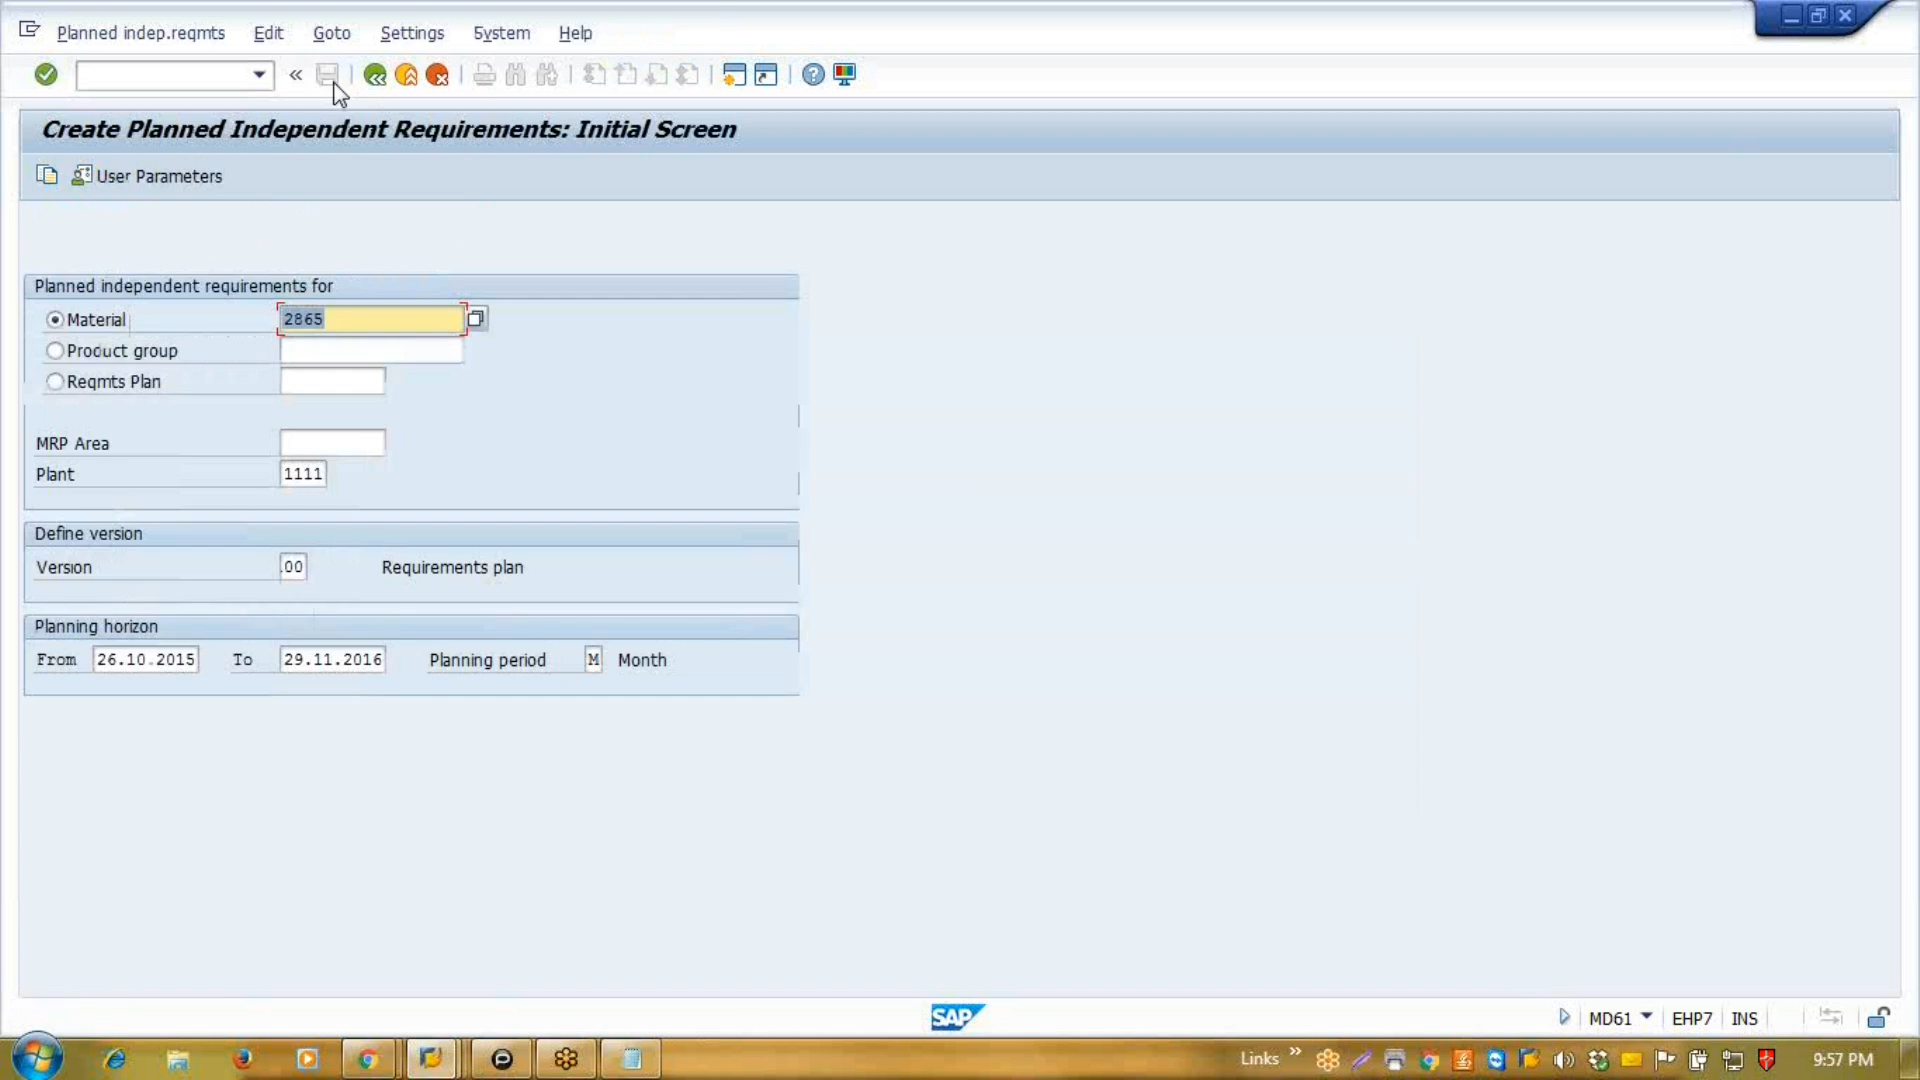 Planned indep.reqmts Edit Goto Settings System Help
«
Create Planned Independent Requirements: Initial Screen
User Parameters
Planned independent requirements for
Material 2865
Product group
Reqmts Plan
MRP Area
Plant 1111
Define version
Version .00 Requirements plan
Planning horizon
From 26.10.2015 To 29.11.2016 Planning period M Month
SAP
MD61 EHP7 INS
Links » 9:57 PM